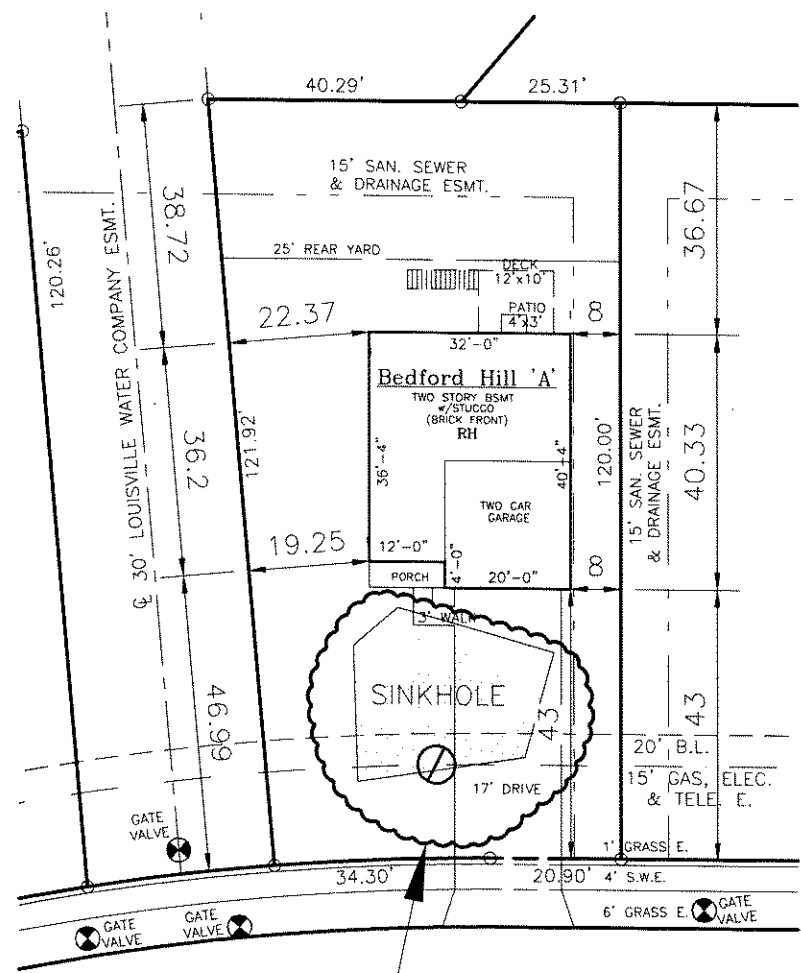 40.29'
25.31'
15' SAN. SEWER
& DRAINAGE ESMT.
38.72
36.67
120.26'
30' LOUISVILLE WATER COMPANY ESMT.
25' REAR YARD
DECK
12'x10'
PATIO
4'x3'
22.37
8
32'-0"
Bedford Hill 'A'
TWO STORY BSMT
w/STUCCO
(BRICK FRONT)
RH
121.92'
36.2
36'-4"
40'-4"
120.00'
15' SAN. SEWER
& DRAINAGE ESMT.
40.33
TWO CAR
GARAGE
19.25
12'-0"
4'-0"
PORCH
20'-0"
8
3' WALK
SINKHOLE
46.99
43
43
20' B.L.
15' GAS, ELEC.
& TELE. E.
17' DRIVE
GATE
VALVE
1' GRASS E.
34.30'
20.90'
4' S.W.E.
6' GRASS E.
GATE
VALVE
GATE
VALVE
GATE
VALVE